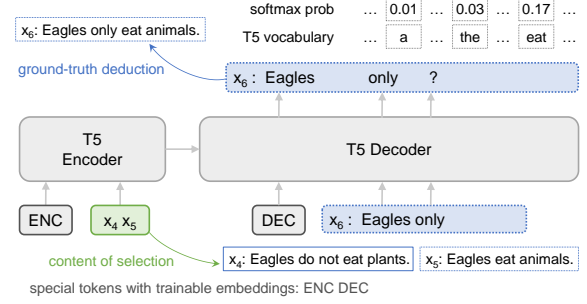 softmax prob … 0.01 … 0.03 … 0.17 …
x₆: Eagles only eat animals.
T5 vocabulary … a … the … eat …
ground-truth deduction
x₆ : Eagles only ?
T5 Encoder
T5 Decoder
ENC
x₄ x₅
DEC
x₆ : Eagles only
content of selection
x₄: Eagles do not eat plants.
x₅: Eagles eat animals.
special tokens with trainable embeddings: ENC DEC